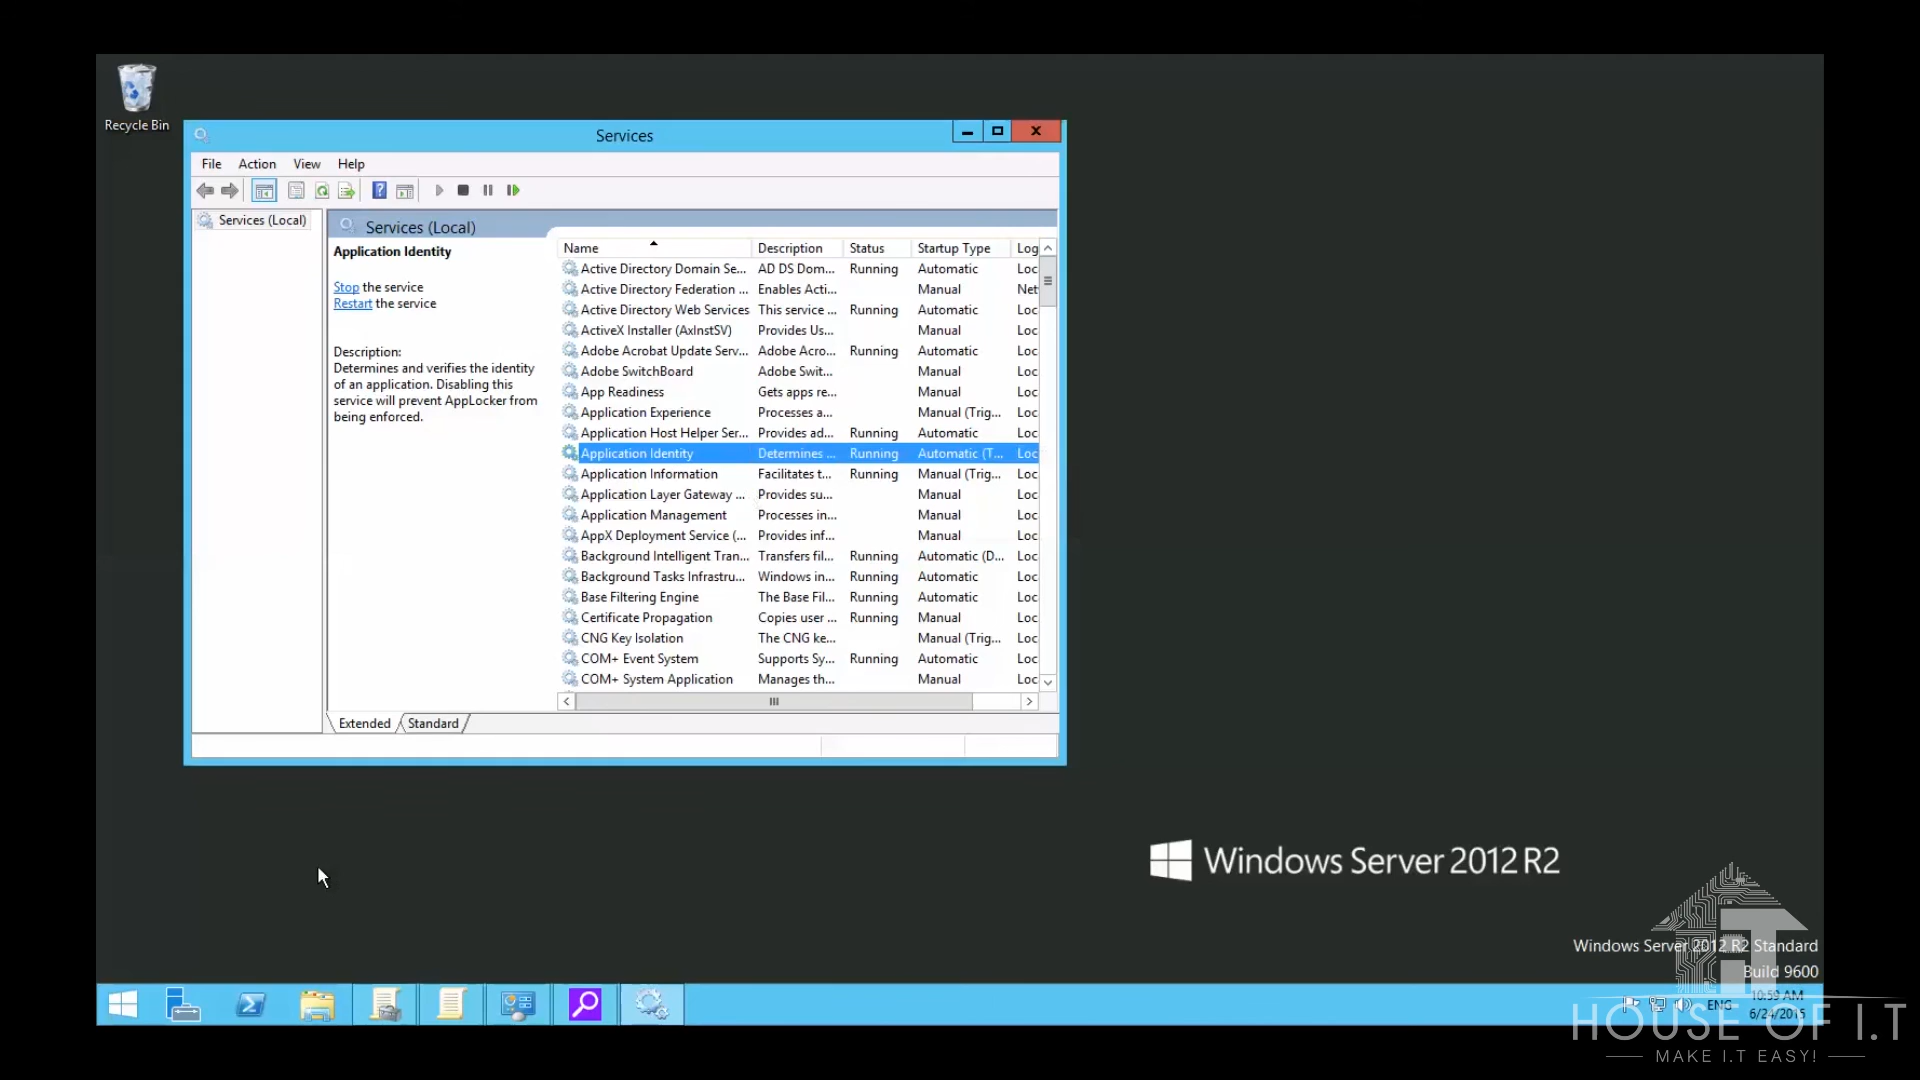 Recycle Bin
Services
File Action View Help
Services (Local)
Services (Local)
Application Identity
Stop the service
Restart the service
Description:
Determines and verifies the identity
of an application. Disabling this
service will prevent AppLocker from
being enforced.
Name Description Status Startup Type Log
Active Directory Domain Se... AD DS Dom... Running Automatic Loc
Active Directory Federation ... Enables Acti... Manual Net
Active Directory Web Services This service ... Running Automatic Loc
ActiveX Installer (AxInstSV) Provides Us... Manual Loc
Adobe Acrobat Update Serv... Adobe Acro... Running Automatic Loc
Adobe SwitchBoard Adobe Swit... Manual Loc
App Readiness Gets apps re... Manual Loc
Application Experience Processes a... Manual (Trig... Loc
Application Host Helper Ser... Provides ad... Running Automatic Loc
Application Identity Determines ... Running Automatic (T... Loc
Application Information Facilitates t... Running Manual (Trig... Loc
Application Layer Gateway ... Provides su... Manual Loc
Application Management Processes in... Manual Loc
AppX Deployment Service (... Provides inf... Manual Loc
Background Intelligent Tran... Transfers fil... Running Automatic (D... Loc
Background Tasks Infrastru... Windows in... Running Automatic Loc
Base Filtering Engine The Base Fil... Running Automatic Loc
Certificate Propagation Copies user ... Running Manual Loc
CNG Key Isolation The CNG ke... Manual (Trig... Loc
COM+ Event System Supports Sy... Running Automatic Loc
COM+ System Application Manages th... Manual Loc
Extended Standard
Windows Server 2012 R2
Windows Server 2012 R2 Standard
Build 9600
ENG 10:59 AM
6/24/2015
HOUSE OF I.T
MAKE I.T EASY!